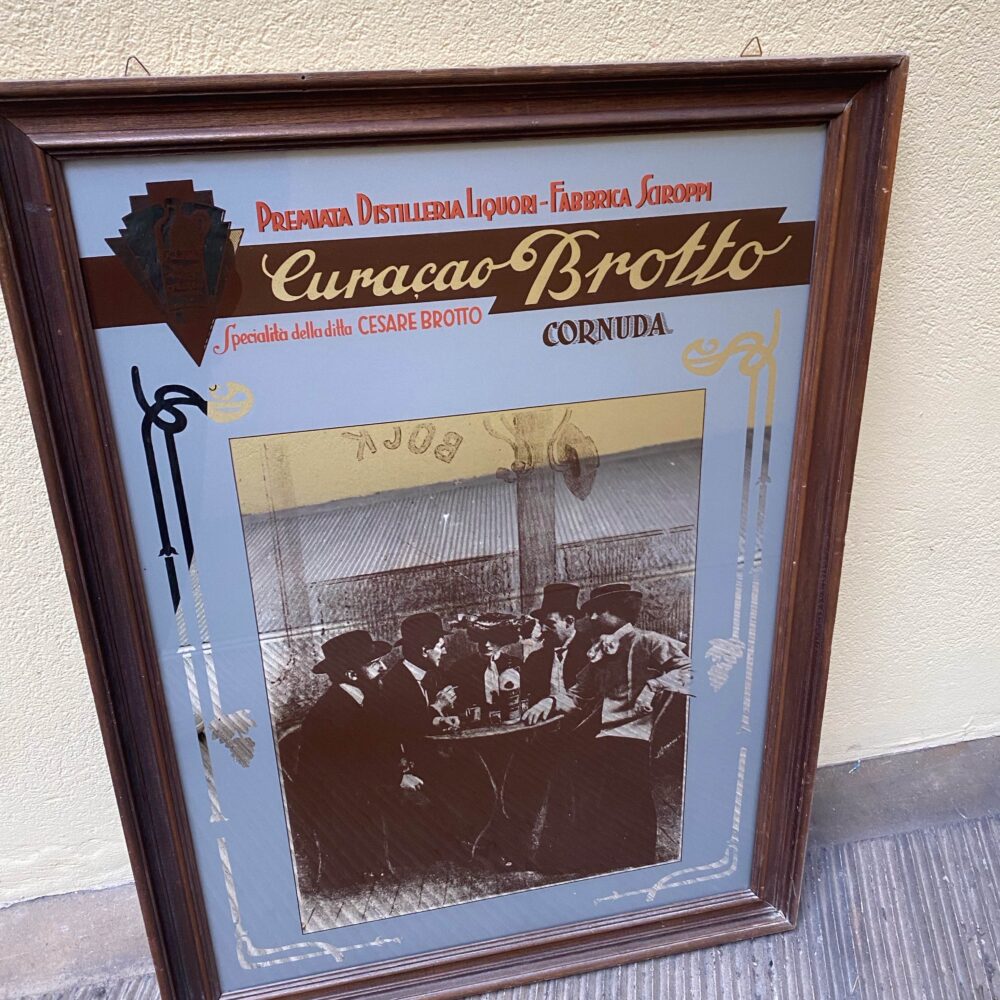 PREMIATA DISTILLERIA LIQUORI - FABBRICA SCIROPPI
Curaçao Brotto
Specialità della ditta CESARE BROTTO
CORNUDA
BOCK